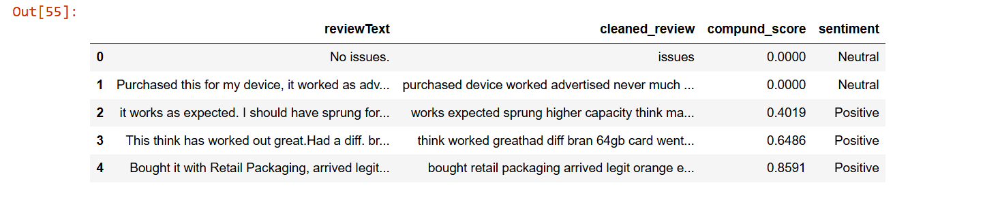 Out[55]:
reviewText cleaned_review compund_score sentiment
0 No issues. issues 0.0000 Neutral
1 Purchased this for my device, it worked as adv... purchased device worked advertised never much ... 0.0000 Neutral
2 it works as expected. I should have sprung for... works expected sprung higher capacity think ma... 0.4019 Positive
3 This think has worked out great.Had a diff. br... think worked greathad diff bran 64gb card went... 0.6486 Positive
4 Bought it with Retail Packaging, arrived legit... bought retail packaging arrived legit orange e... 0.8591 Positive